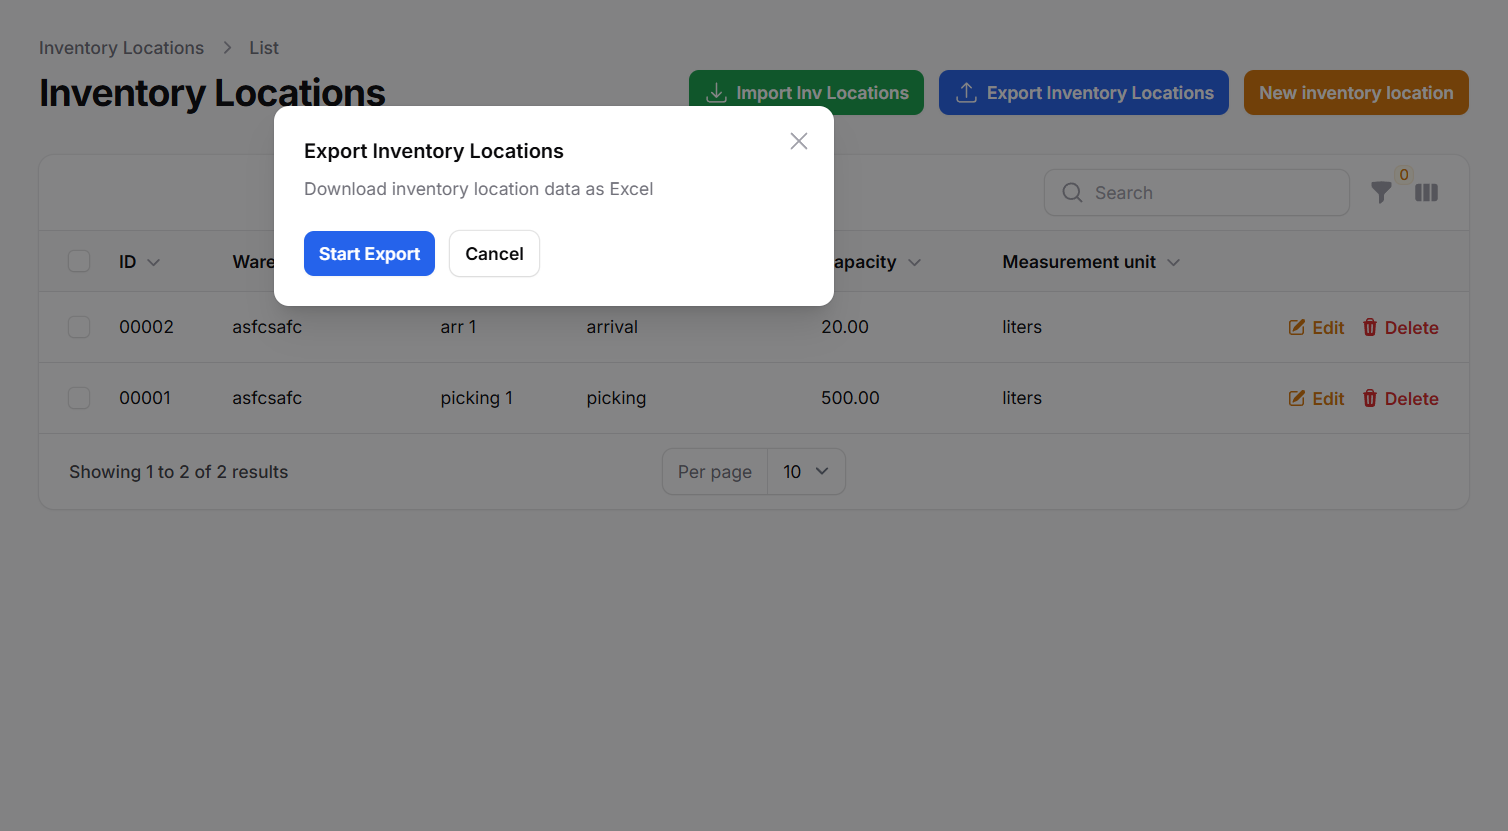 Inventory Locations > List
Inventory Locations
Import Inv Locations
Export Inventory Locations
New inventory location
Export Inventory Locations
Download inventory location data as Excel
Start Export
Cancel
Search
0
ID
Measurement unit
00002 asfcsafc arr 1 arrival 20.00 liters Edit Delete
00001 asfcsafc picking 1 picking 500.00 liters Edit Delete
Showing 1 to 2 of 2 results
Per page 10